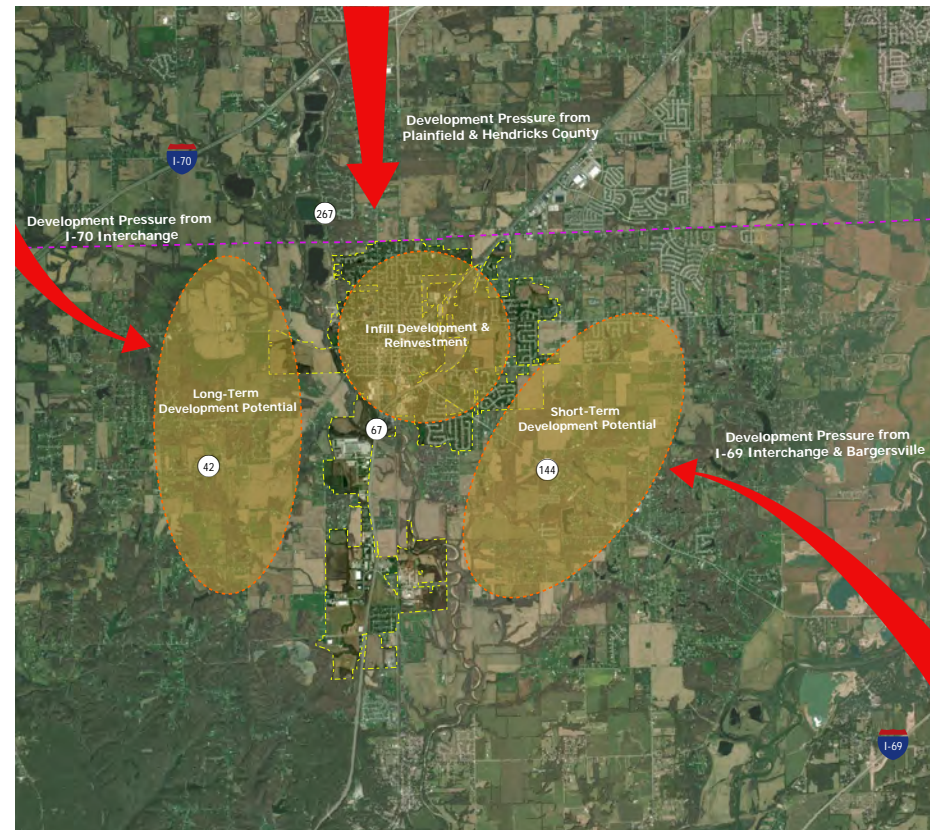 Development Pressure from
Plainfield & Hendricks County
I-70
267
Development Pressure from
I-70 Interchange
Infill Development &
Reinvestment
Long-Term
Development Potential
Short-Term
Development Potential
67
Development Pressure from
I-69 Interchange & Bargersville
42
144
I-69